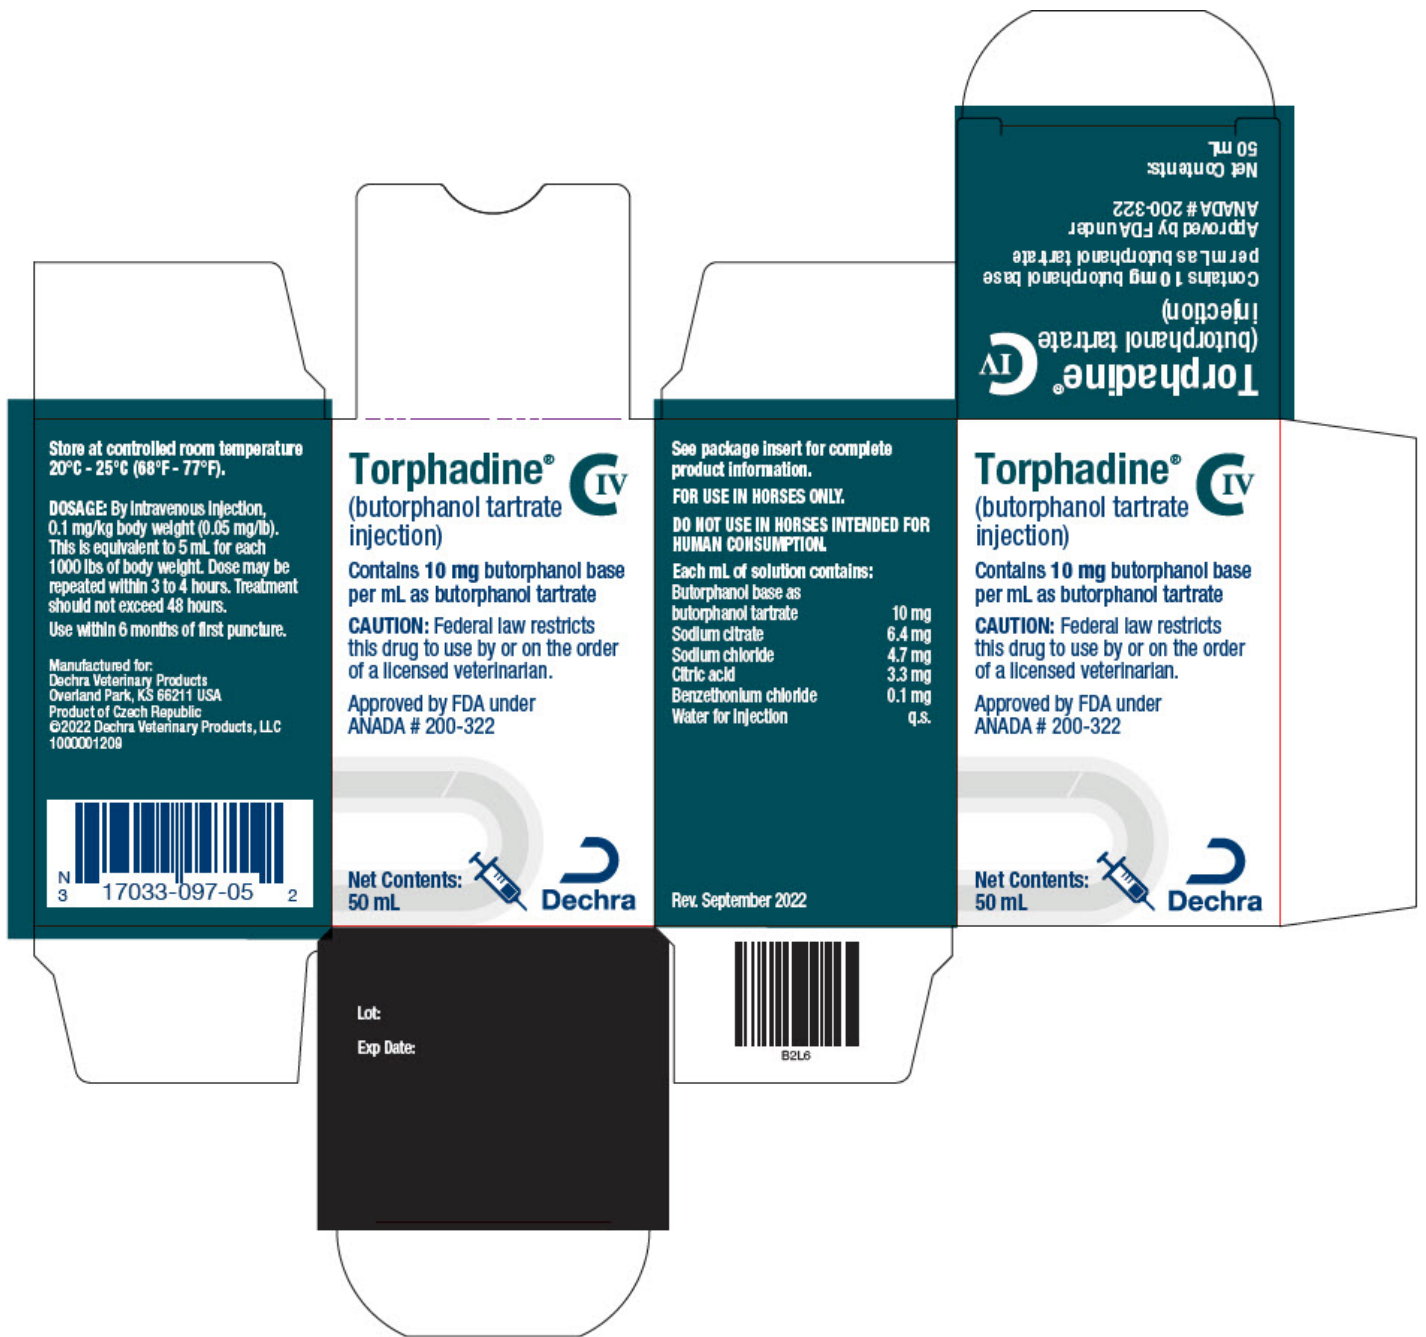 50 mL
Net Contents:
ANADA # 200-322
Approved by FDA under
per mL as butorphanol tartrate
Contains 10 mg butorphanol base
injection)
(butorphanol tartrate
Torphadine®
CIV
Store at controlled room temperature
20°C - 25°C (68°F - 77°F).
DOSAGE: By intravenous injection,
0.1 mg/kg body weight (0.05 mg/lb).
This is equivalent to 5 mL for each
1000 lbs of body weight. Dose may be
repeated within 3 to 4 hours. Treatment
should not exceed 48 hours.
Use within 6 months of first puncture.
Manufactured for:
Dechra Veterinary Products
Overland Park, KS 66211 USA
Product of Czech Republic
©2022 Dechra Veterinary Products, LLC
1000001209
N
3 17033-097-05 2
Torphadine®
CIV
(butorphanol tartrate
injection)
Contains 10 mg butorphanol base
per mL as butorphanol tartrate
CAUTION: Federal law restricts
this drug to use by or on the order
of a licensed veterinarian.
Approved by FDA under
ANADA # 200-322
Net Contents:
50 mL
Dechra
See package insert for complete
product information.
FOR USE IN HORSES ONLY.
DO NOT USE IN HORSES INTENDED FOR
HUMAN CONSUMPTION.
Each mL of solution contains:
Butorphanol base as
butorphanol tartrate 10 mg
Sodium citrate 6.4 mg
Sodium chloride 4.7 mg
Citric acid 3.3 mg
Benzethonium chloride 0.1 mg
Water for Injection q.s.
Rev. September 2022
Torphadine®
CIV
(butorphanol tartrate
injection)
Contains 10 mg butorphanol base
per mL as butorphanol tartrate
CAUTION: Federal law restricts
this drug to use by or on the order
of a licensed veterinarian.
Approved by FDA under
ANADA # 200-322
Net Contents:
50 mL
Dechra
Lot:
Exp Date:
B2L6